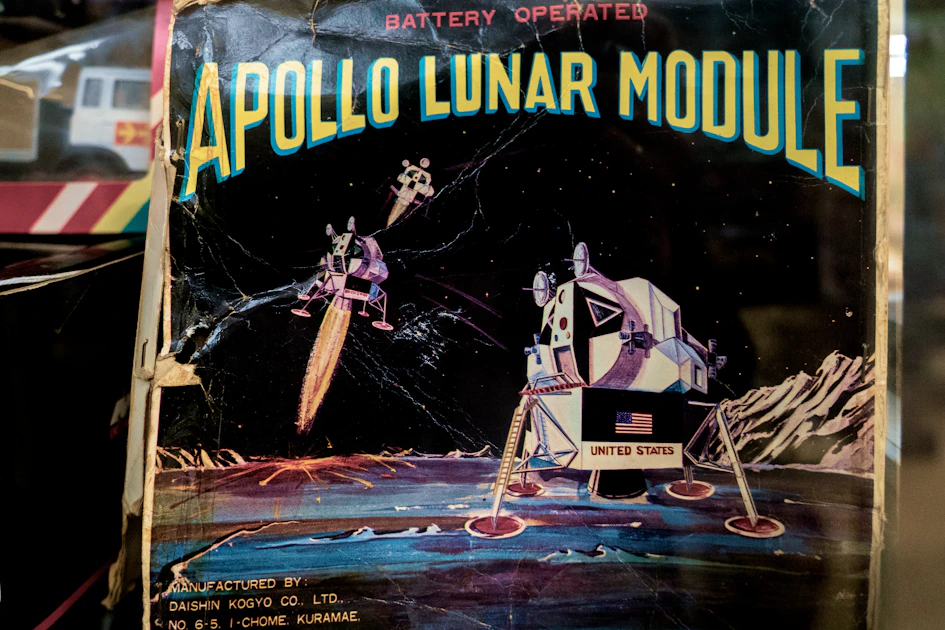 BATTERY OPERATED
APOLLO LUNAR MODULE
UNITED STATES
MANUFACTURED BY:
DAISHIN KOGYO CO., LTD.,
NO. 6-5. 1-CHOME. KURAMAE,